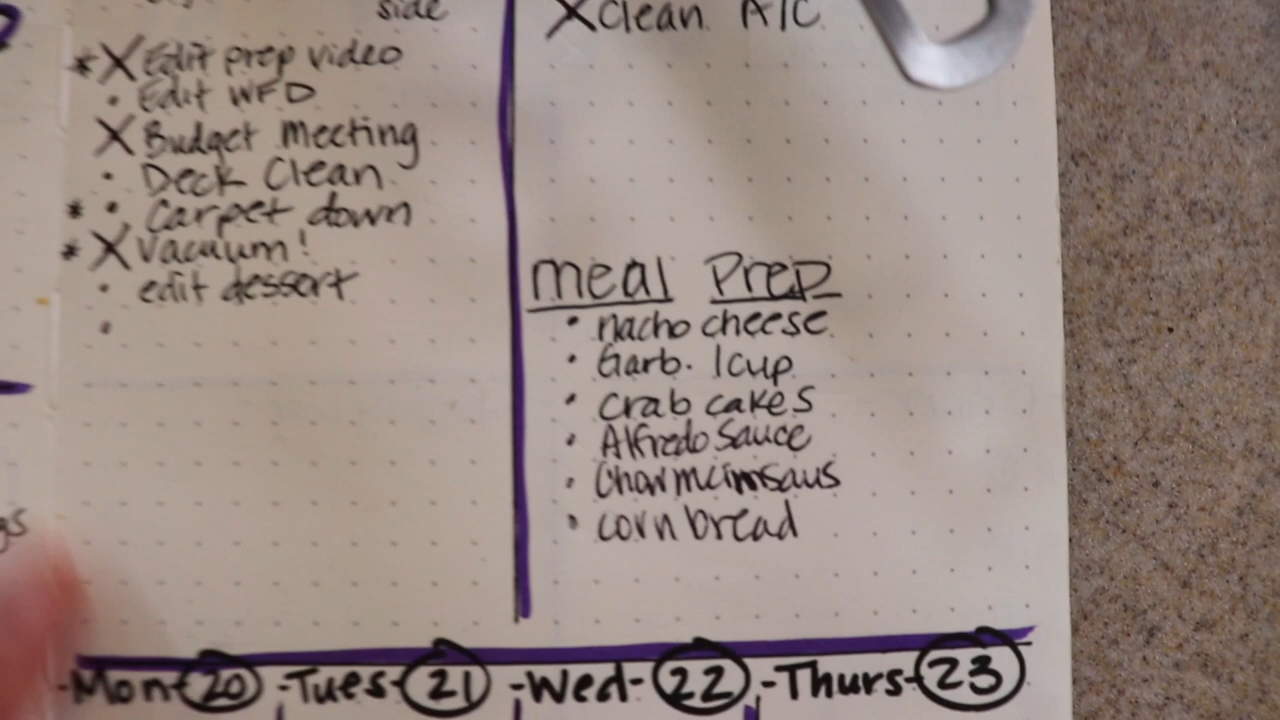 side
* X Edit prep video
· Edit WFD
X Budget Meeting
· Deck Clean
* · Carpet down
* X Vacuum!
· edit dessert
·
X Clean A/C
meal Prep
· nacho cheese
· Garb. 1cup
· crab cakes
· Alfredo Sauce
· corn bread
-Mon-20 -Tues-21 -Wed-22 -Thurs-23